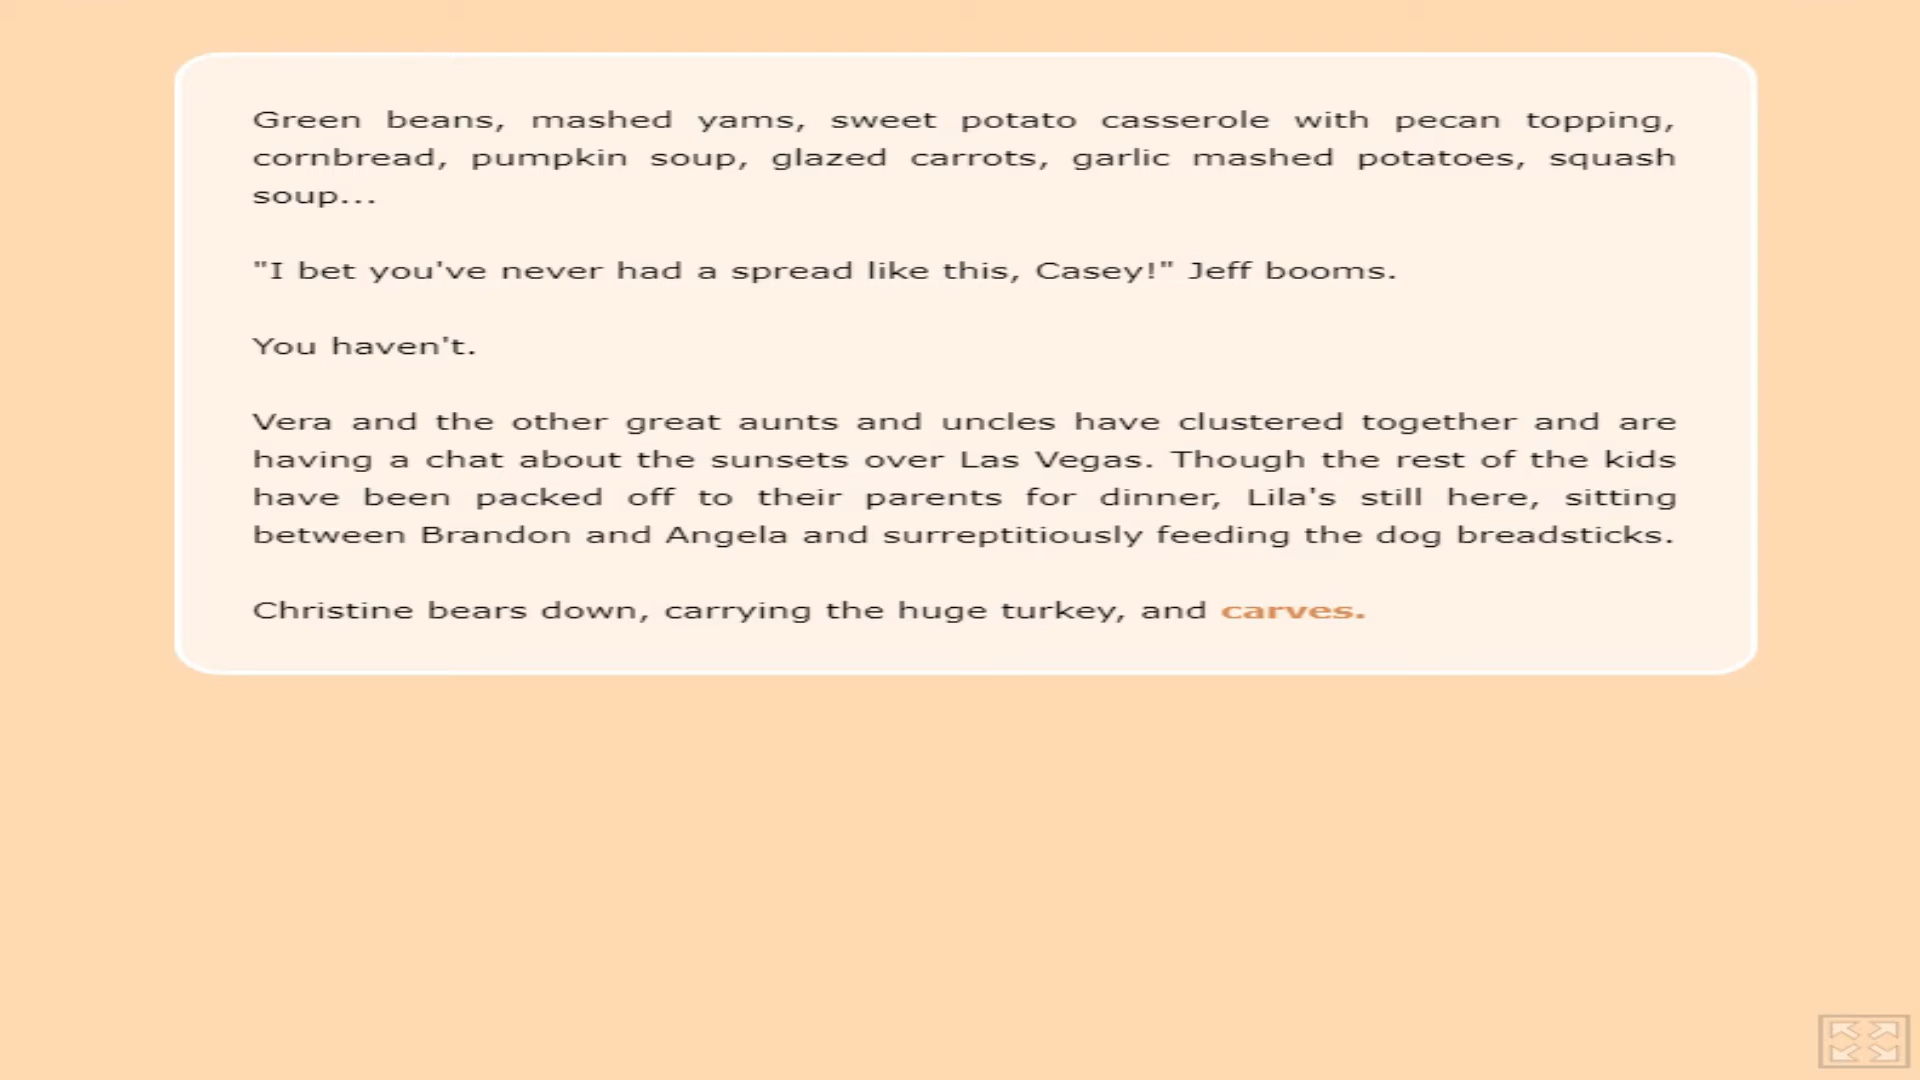 Green beans, mashed yams, sweet potato casserole with pecan topping,
cornbread, pumpkin soup, glazed carrots, garlic mashed potatoes, squash
soup...
"I bet you've never had a spread like this, Casey!" Jeff booms.
You haven't.
Vera and the other great aunts and uncles have clustered together and are
having a chat about the sunsets over Las Vegas. Though the rest of the kids
have been packed off to their parents for dinner, Lila's still here, sitting
between Brandon and Angela and surreptitiously feeding the dog breadsticks.
Christine bears down, carrying the huge turkey, and carves.